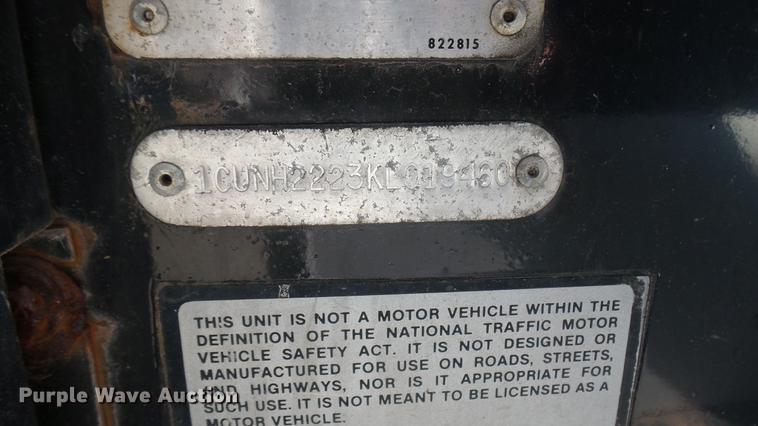 822815
1CUNH2223KL019460
THIS UNIT IS NOT A MOTOR VEHICLE WITHIN THE
DEFINITION OF THE NATIONAL TRAFFIC MOTOR
VEHICLE SAFETY ACT. IT IS NOT DESIGNED OR
MANUFACTURED FOR USE ON ROADS, STREETS,
AND HIGHWAYS, NOR IS IT APPROPRIATE FOR
SUCH USE. IT IS NOT MEANT TO BE LICENSED AS A
MOTOR VEHICLE.
Purple Wave Auction